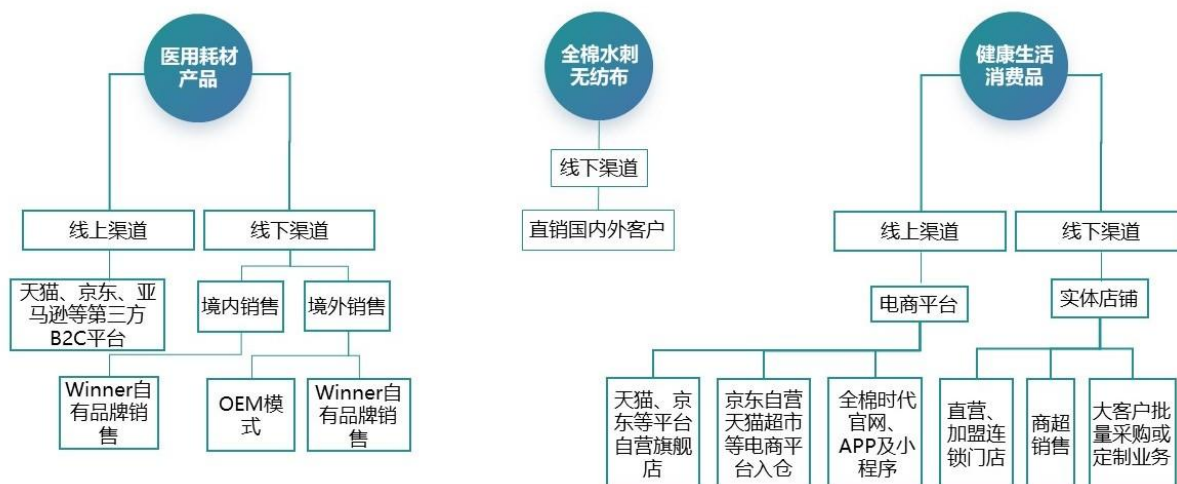 医用耗材
产品
全棉水刺
无纺布
健康生活
消费品
线下渠道
线上渠道
线下渠道
直销国内外客户
线上渠道
线下渠道
天猫、京东、亚
马逊等第三方
B2C平台
境内销售
境外销售
电商平台
实体店铺
Winner自
有品牌销
售
OEM模
式
Winner自
有品牌销
售
天猫、京
东等平台
自营旗舰
店
京东自营
天猫超市
等电商平
台入仓
全棉时代
官网、
APP及小
程序
直营、
加盟连
锁门店
商超
销售
大客户批
量采购或
定制业务